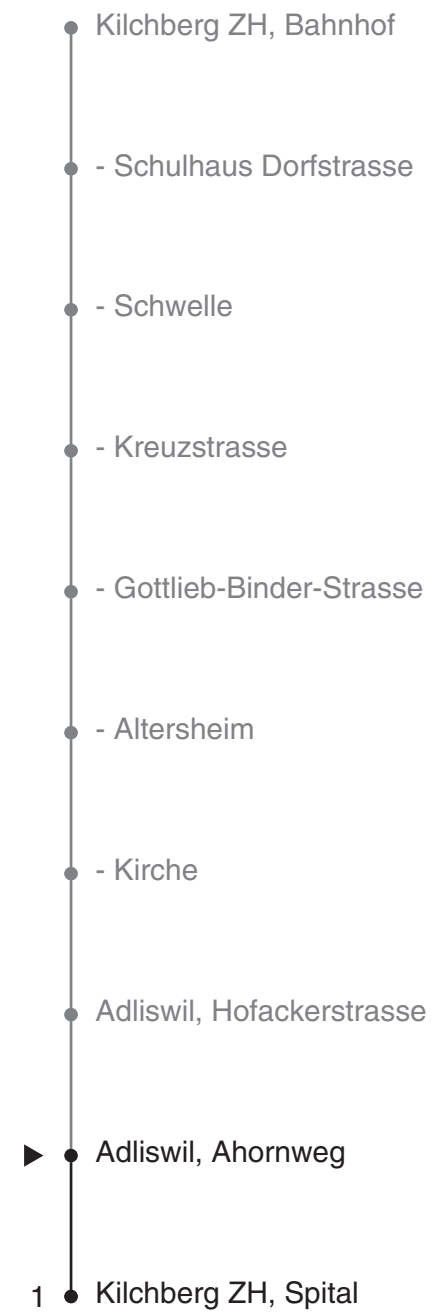 Kilchberg ZH, Bahnhof
- Schulhaus Dorfstrasse
- Schwelle
- Kreuzstrasse
- Gottlieb-Binder-Strasse
- Altersheim
- Kirche
Adliswil, Hofackerstrasse
Adliswil, Ahornweg
1 Kilchberg ZH, Spital